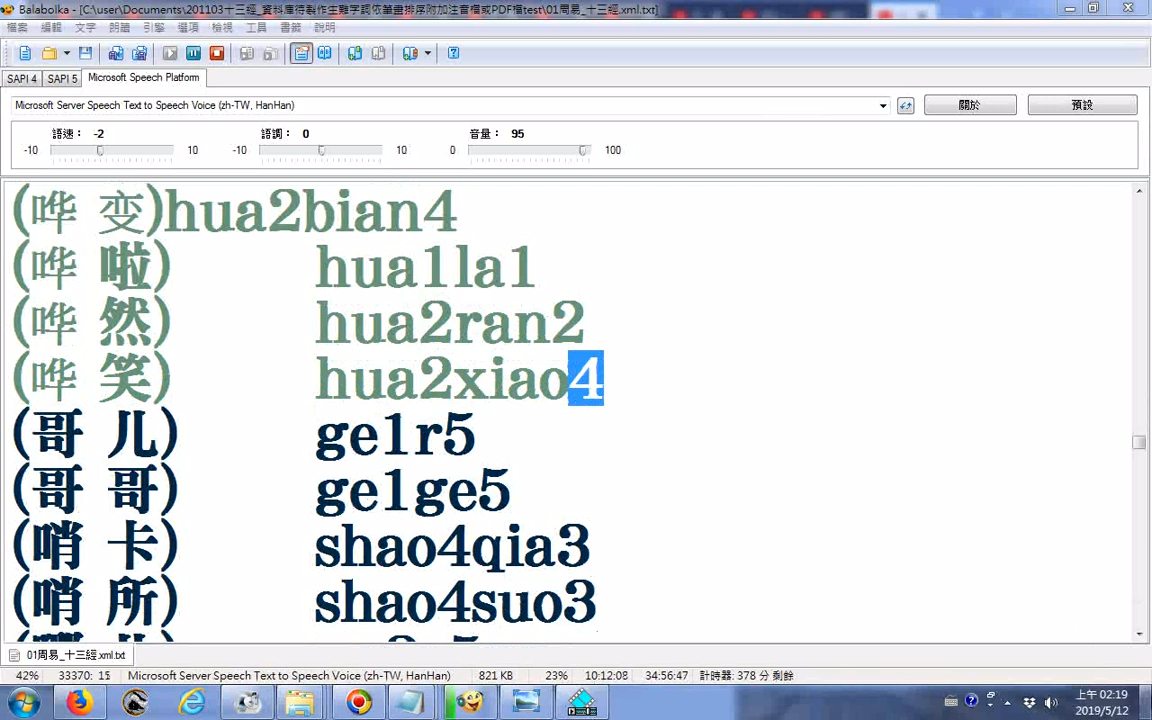 Balabolka - [C:\user\Documents\201103十三經_資料庫待製作生難字詞依筆畫排序附加注音檔或PDF檔test\01周易_十三經.xml.txt]
檔案 編輯 文字 朗讀 引擎 選項 檢視 工具 書籤 說明
SAPI 4 SAPI 5 Microsoft Speech Platform
Microsoft Server Speech Text to Speech Voice (zh-TW, HanHan) 關於 預設
語速： -2 語調： 0 音量： 95
-10 10 -10 10 0 100
(哗 变)hua2bian4
(哗 啦) hua1la1
(哗 然) hua2ran2
(哗 笑) hua2xiao4
(哥 儿) ge1r5
(哥 哥) ge1ge5
(哨 卡) shao4qia3
(哨 所) shao4suo3
01周易_十三經.xml.txt
42% 33370: 15 Microsoft Server Speech Text to Speech Voice (zh-TW, HanHan) 821 KB 23% 10:12:08 34:56:47 計時器: 378 分 剩餘
上午 02:19
2019/5/12